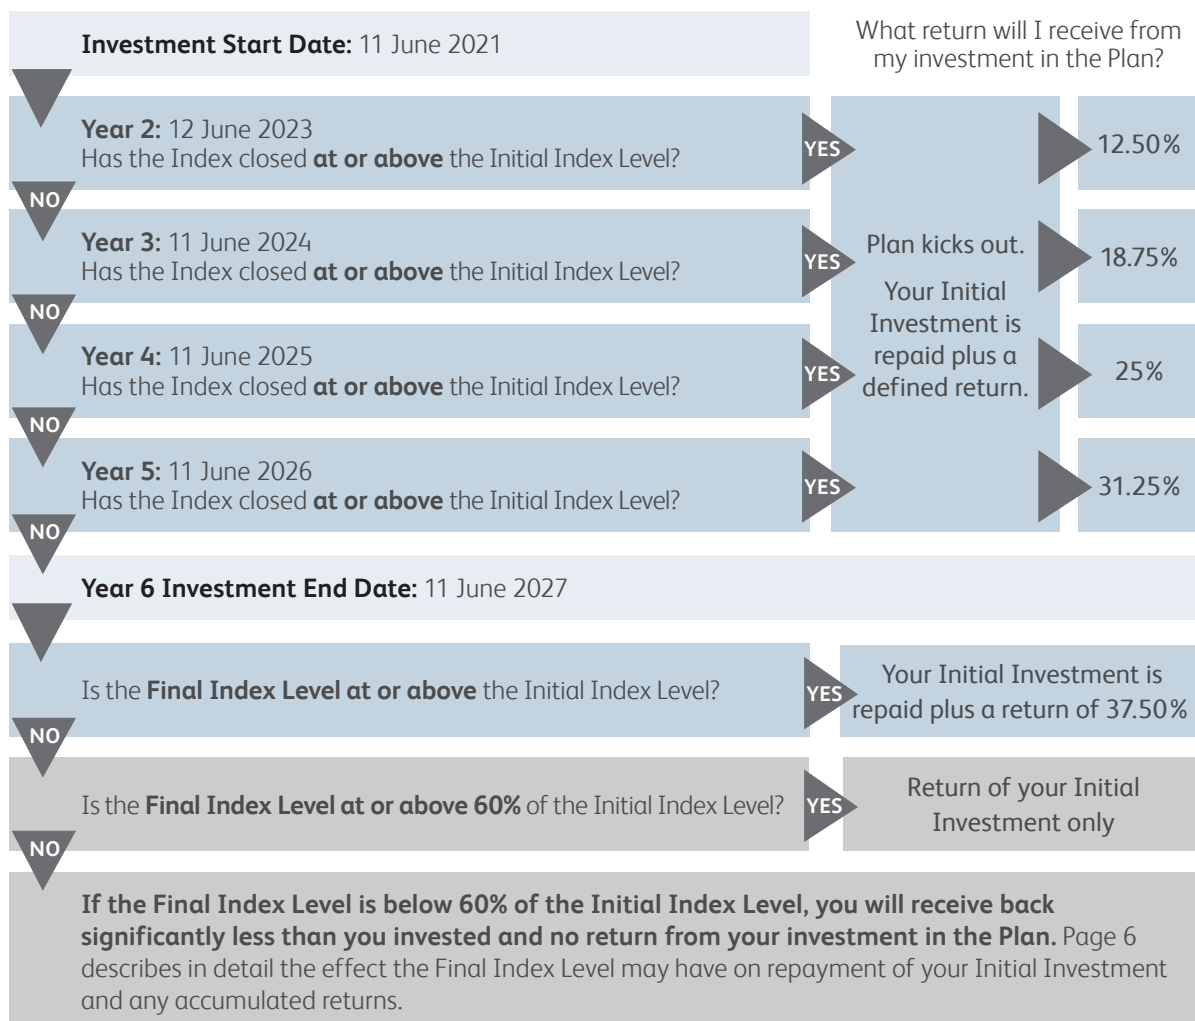 Investment Start Date: 11 June 2021
What return will I receive from
my investment in the Plan?
Year 2: 12 June 2023
Has the Index closed at or above the Initial Index Level?
YES
12.50%
NO
Year 3: 11 June 2024
Has the Index closed at or above the Initial Index Level?
YES
18.75%
NO
Year 4: 11 June 2025
Has the Index closed at or above the Initial Index Level?
YES
25%
NO
Year 5: 11 June 2026
Has the Index closed at or above the Initial Index Level?
YES
31.25%
Plan kicks out.
Your Initial
Investment is
repaid plus a
defined return.
NO
Year 6 Investment End Date: 11 June 2027
Is the Final Index Level at or above the Initial Index Level?
YES
Your Initial Investment is
repaid plus a return of 37.50%
NO
Is the Final Index Level at or above 60% of the Initial Index Level?
YES
Return of your Initial
Investment only
NO
If the Final Index Level is below 60% of the Initial Index Level, you will receive back
significantly less than you invested and no return from your investment in the Plan. Page 6
describes in detail the effect the Final Index Level may have on repayment of your Initial Investment
and any accumulated returns.